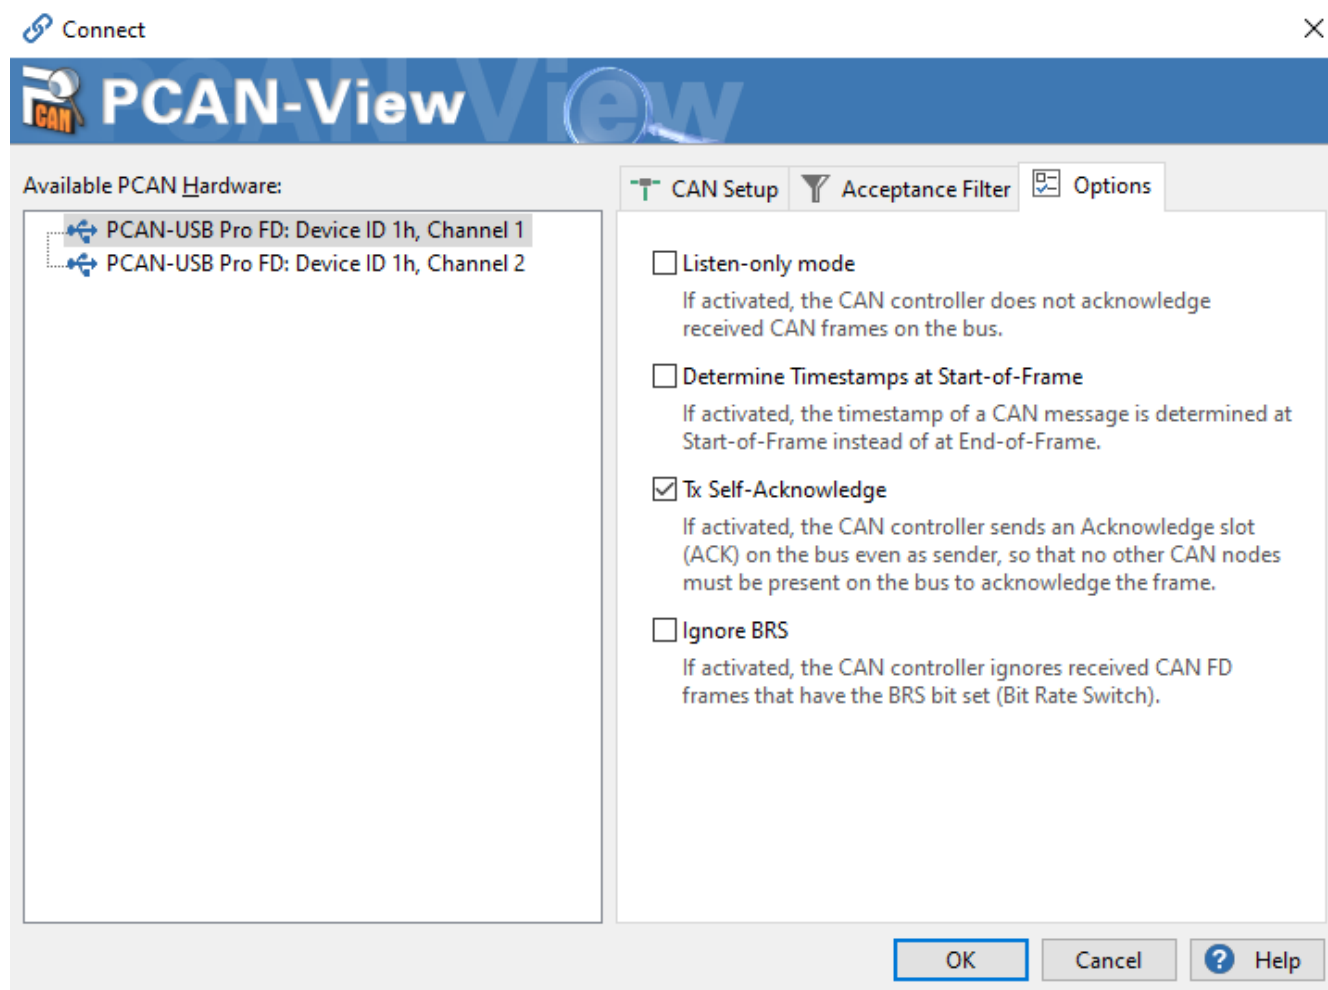 Connect
PCAN-View View
CAN
Available PCAN Hardware:
PCAN-USB Pro FD: Device ID 1h, Channel 1
PCAN-USB Pro FD: Device ID 1h, Channel 2
CAN Setup
Acceptance Filter
Options
Listen-only mode
If activated, the CAN controller does not acknowledge
received CAN frames on the bus.
Determine Timestamps at Start-of-Frame
If activated, the timestamp of a CAN message is determined at
Start-of-Frame instead of at End-of-Frame.
Tx Self-Acknowledge
If activated, the CAN controller sends an Acknowledge slot
(ACK) on the bus even as sender, so that no other CAN nodes
must be present on the bus to acknowledge the frame.
Ignore BRS
If activated, the CAN controller ignores received CAN FD
frames that have the BRS bit set (Bit Rate Switch).
OK
Cancel
? Help